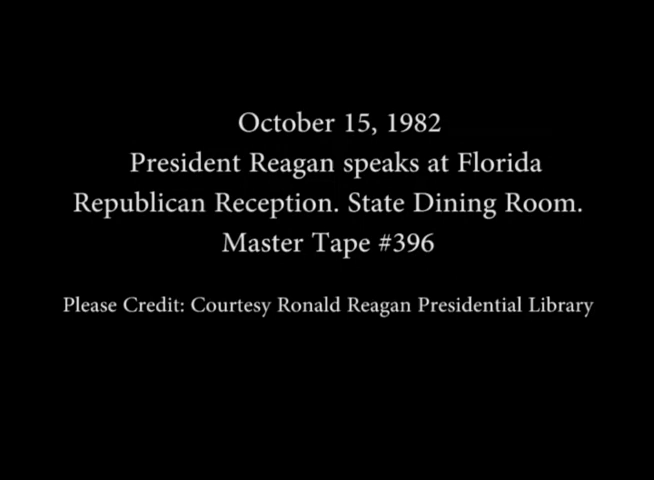 October 15, 1982
President Reagan speaks at Florida
Republican Reception. State Dining Room.
Master Tape #396
Please Credit: Courtesy Ronald Reagan Presidential Library